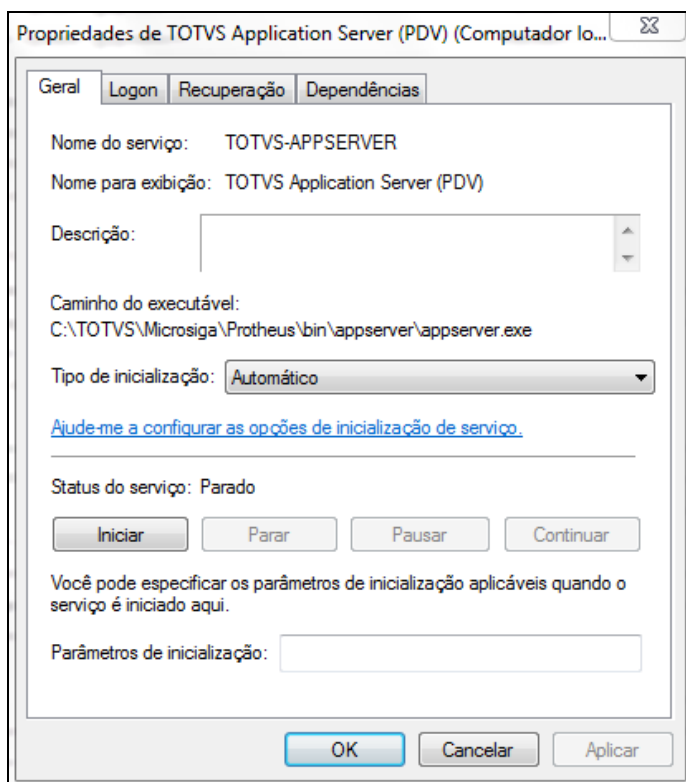 Propriedades de TOTVS Application Server (PDV) (Computador lo...
Geral
Logon
Recuperação
Dependências
Nome do serviço: TOTVS-APPSERVER
Nome para exibição: TOTVS Application Server (PDV)
Descrição:
Caminho do executável:
C:\TOTVS\Microsiga\Protheus\bin\appserver\appserver.exe
Tipo de inicialização: Automático
Ajude-me a configurar as opções de inicialização de serviço.
Status do serviço: Parado
Iniciar
Parar
Pausar
Continuar
Você pode especificar os parâmetros de inicialização aplicáveis quando o
serviço é iniciado aqui.
Parâmetros de inicialização:
OK
Cancelar
Aplicar